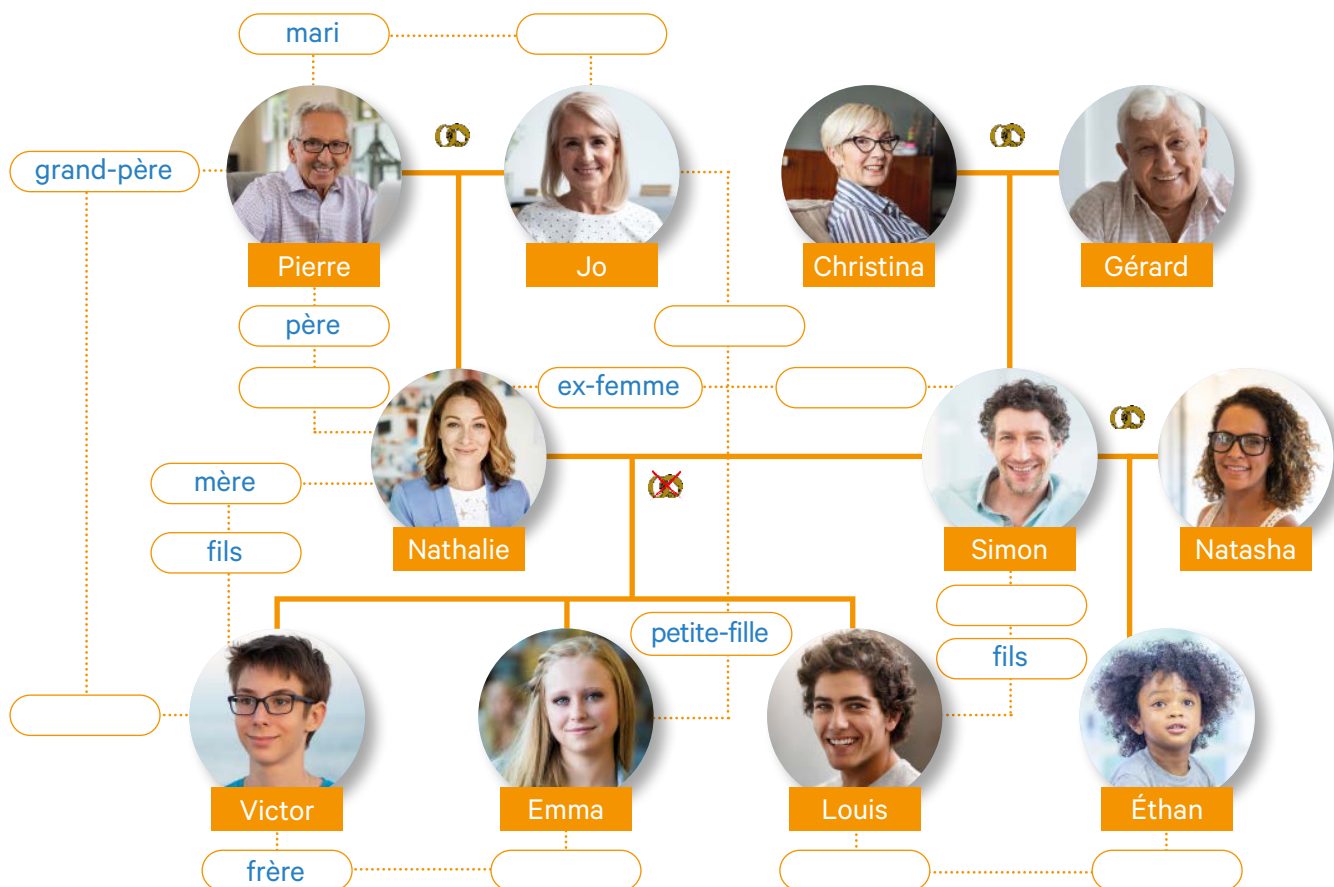 mari
grand-père
Pierre
Jo
Christina
Gérard
père
ex-femme
mère
fils
Nathalie
Simon
Natasha
petite-fille
fils
Victor
Emma
Louis
Éthan
frère